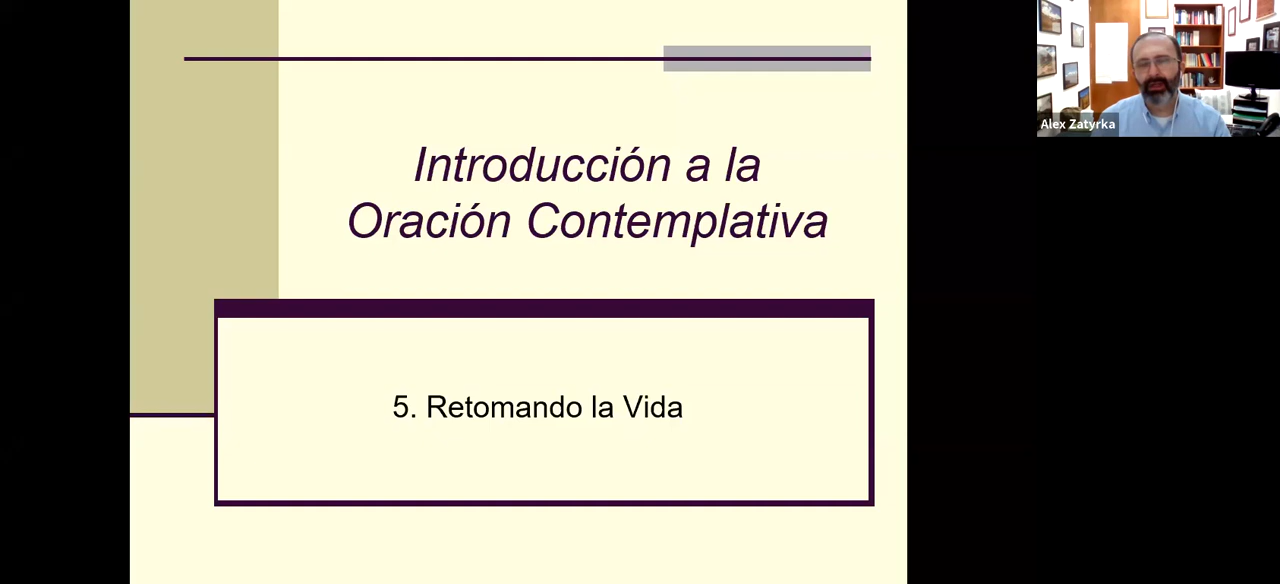 Introducción a la
Oración Contemplativa
5. Retomando la Vida
Alex Zatyrka